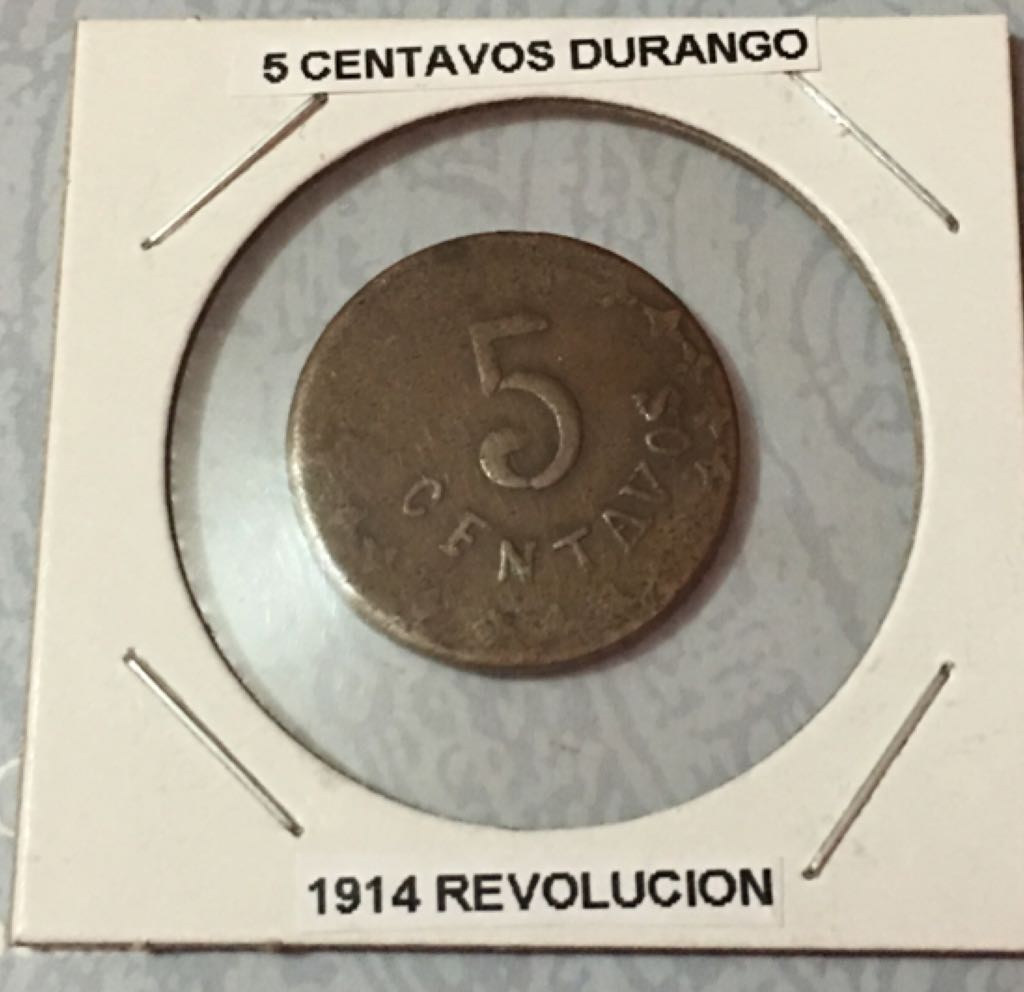 5 CENTAVOS DURANGO
5
CENTAVOS
1914 REVOLUCION